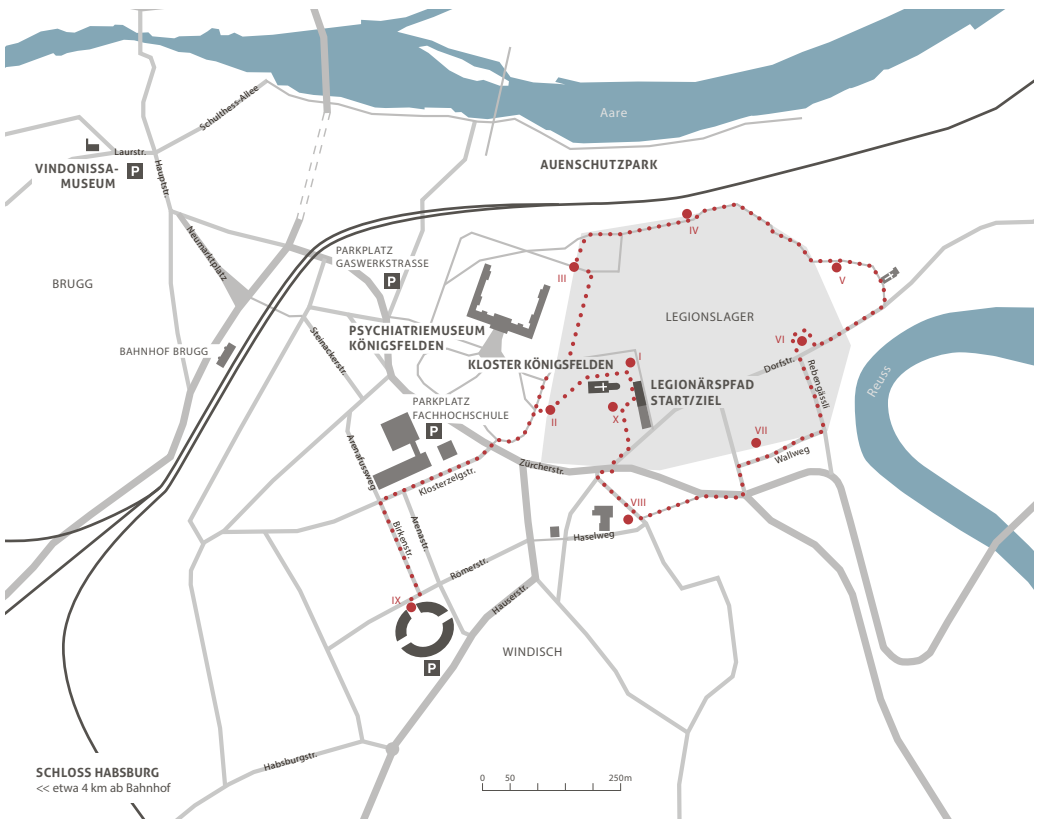 Aare
Schulthess-Allee
Laurstr.
VINDONISSA-
MUSEUM
P
Hauptstr.
AUENSCHUTZPARK
Neumarktplatz
IV
PARKPLATZ
GASWERKSTRASSE
P
III
V
BRUGG
LEGIONSLAGER
PSYCHIATRIEMUSEUM
KÖNIGSFELDEN
VI
BAHNHOF BRUGG
Steinackerstr.
KLOSTER KÖNIGSFELDEN
I
Dorfstr.
Rebengässli
Reuss
LEGIONÄRSPFAD
START/ZIEL
PARKPLATZ
FACHHOCHSCHULE
P
II
X
VII
Arenafussweg
Zürcherstr.
Wallweg
Klosterzelgstr.
VIII
Birkenstr.
Arenastr.
Haselweg
Römerstr.
Hauserstr.
IX
P
WINDISCH
Habsburgstr.
SCHLOSS HABSBURG
<< etwa 4 km ab Bahnhof
0 50 250m